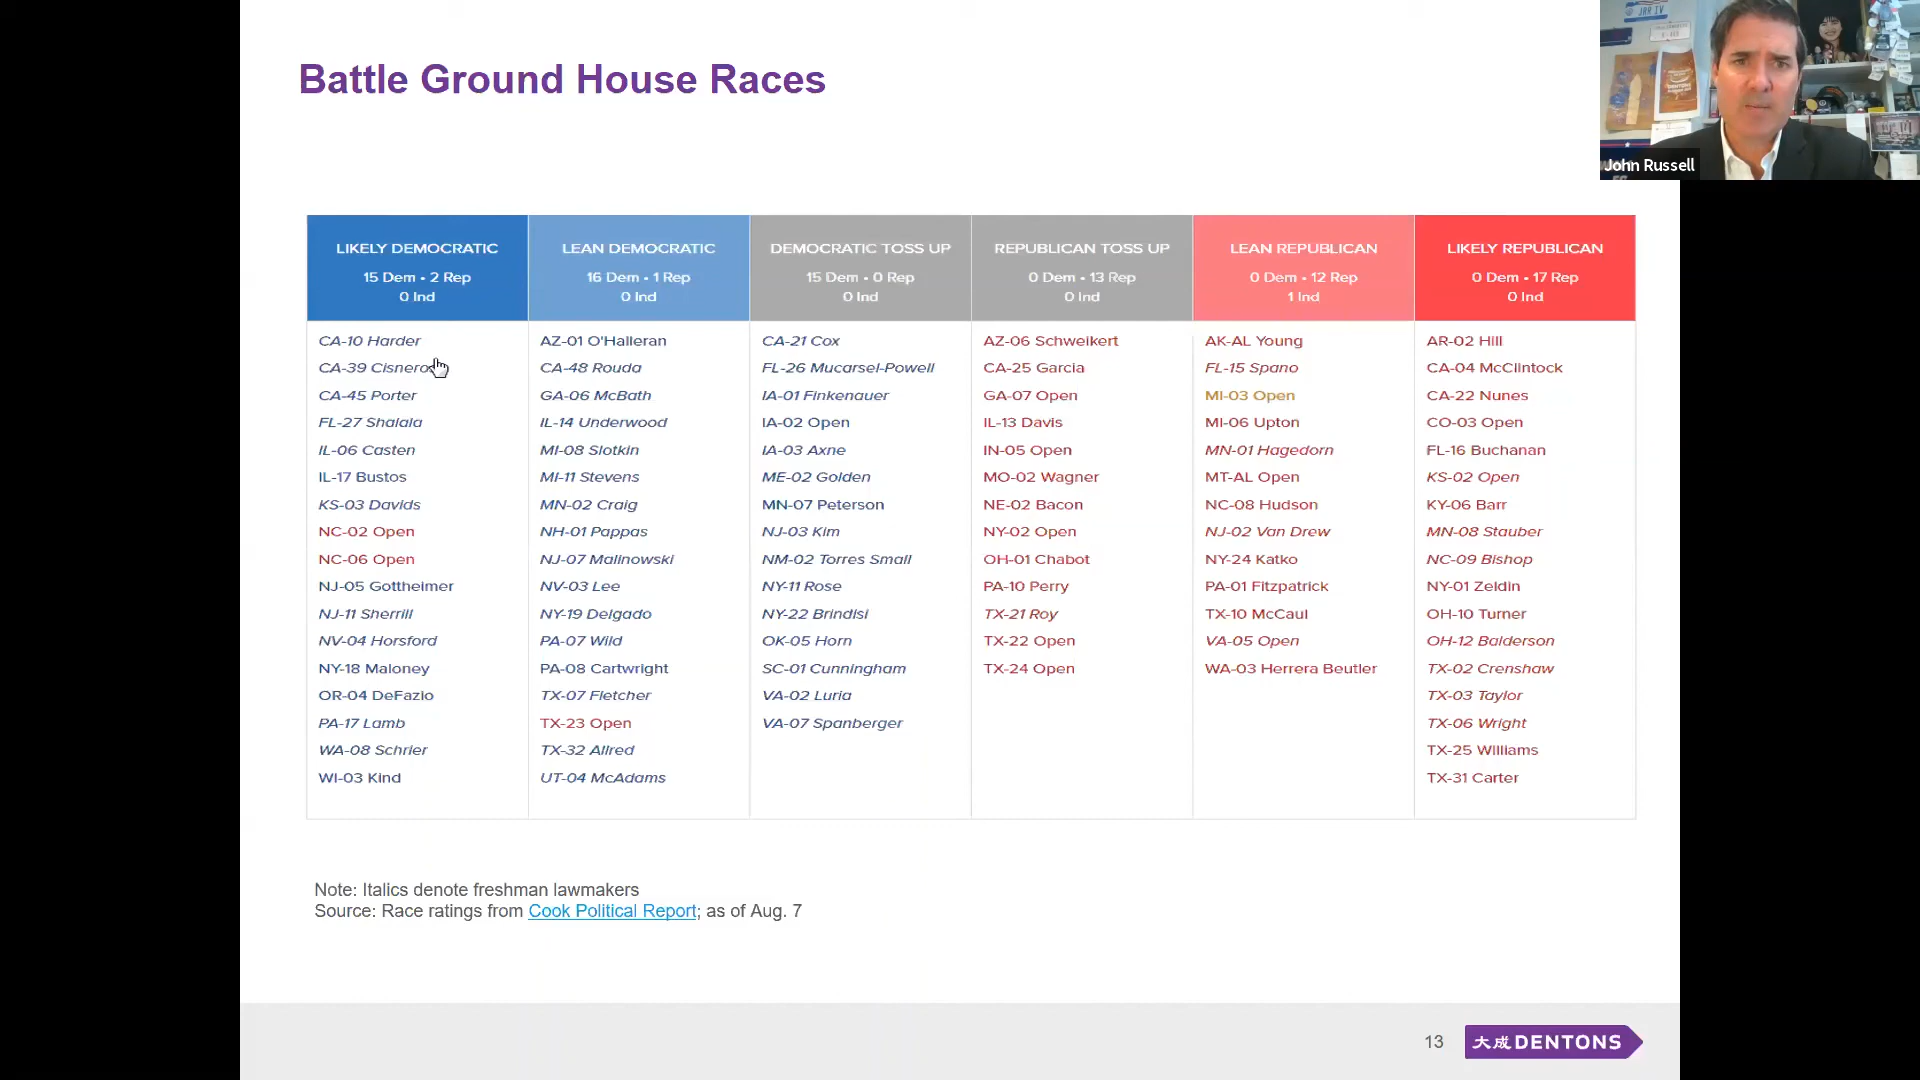 Battle Ground House Races
JRR IV
John Russell
LIKELY DEMOCRATIC
15 Dem • 2 Rep
0 Ind
CA-10 Harder
CA-39 Cisnero
CA-45 Porter
FL-27 Shalala
IL-06 Casten
IL-17 Bustos
KS-03 Davids
NC-02 Open
NC-06 Open
NJ-05 Gottheimer
NJ-11 Sherrill
NV-04 Horsford
NY-18 Maloney
OR-04 DeFazio
PA-17 Lamb
WA-08 Schrier
WI-03 Kind
LEAN DEMOCRATIC
16 Dem • 1 Rep
0 Ind
AZ-01 O'Halleran
CA-48 Rouda
GA-06 McBath
IL-14 Underwood
MI-08 Slotkin
MI-11 Stevens
MN-02 Craig
NH-01 Pappas
NJ-07 Malinowski
NV-03 Lee
NY-19 Delgado
PA-07 Wild
PA-08 Cartwright
TX-07 Fletcher
TX-23 Open
TX-32 Allred
UT-04 McAdams
DEMOCRATIC TOSS UP
15 Dem • 0 Rep
0 Ind
CA-21 Cox
FL-26 Mucarsel-Powell
IA-01 Finkenauer
IA-02 Open
IA-03 Axne
ME-02 Golden
MN-07 Peterson
NJ-03 Kim
NM-02 Torres Small
NY-11 Rose
NY-22 Brindisi
OK-05 Horn
SC-01 Cunningham
VA-02 Luria
VA-07 Spanberger
REPUBLICAN TOSS UP
0 Dem • 13 Rep
0 Ind
AZ-06 Schweikert
CA-25 Garcia
GA-07 Open
IL-13 Davis
IN-05 Open
MO-02 Wagner
NE-02 Bacon
NY-02 Open
OH-01 Chabot
PA-10 Perry
TX-21 Roy
TX-22 Open
TX-24 Open
LEAN REPUBLICAN
0 Dem • 12 Rep
1 Ind
AK-AL Young
FL-15 Spano
MI-03 Open
MI-06 Upton
MN-01 Hagedorn
MT-AL Open
NC-08 Hudson
NJ-02 Van Drew
NY-24 Katko
PA-01 Fitzpatrick
TX-10 McCaul
VA-05 Open
WA-03 Herrera Beutler
LIKELY REPUBLICAN
0 Dem • 17 Rep
0 Ind
AR-02 Hill
CA-04 McClintock
CA-22 Nunes
CO-03 Open
FL-16 Buchanan
KS-02 Open
KY-06 Barr
MN-08 Stauber
NC-09 Bishop
NY-01 Zeldin
OH-10 Turner
OH-12 Balderson
TX-02 Crenshaw
TX-03 Taylor
TX-06 Wright
TX-25 Williams
TX-31 Carter
Note: Italics denote freshman lawmakers
Source: Race ratings from Cook Political Report; as of Aug. 7
13
大成 DENTONS